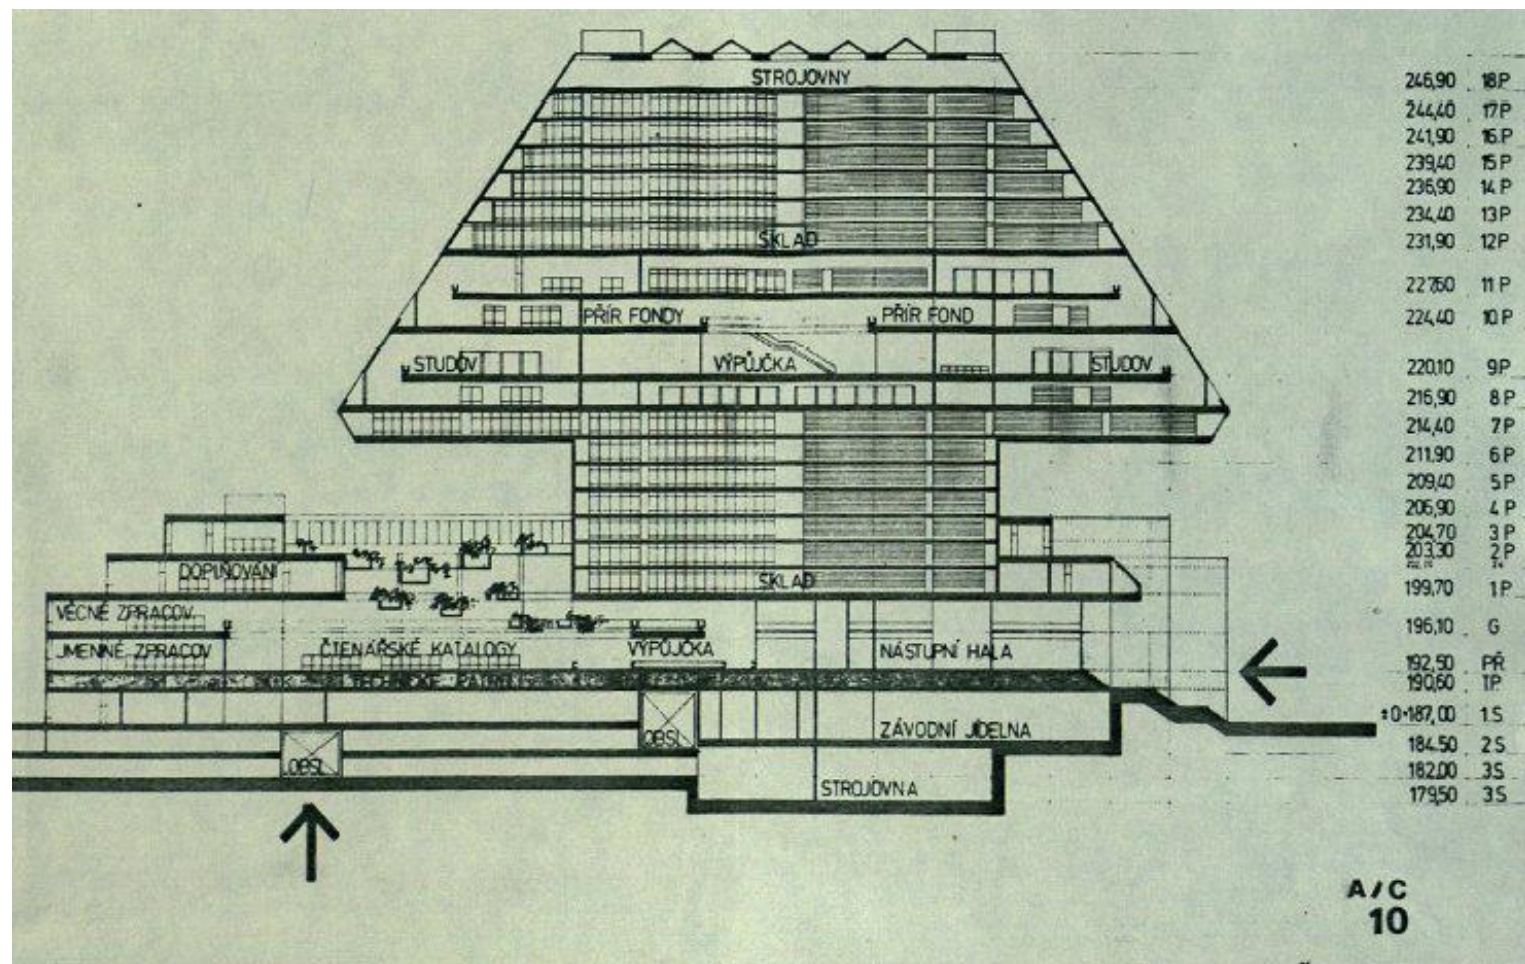 STROJOVNY
246,90 18P
244,40 17P
241,90 16P
239,40 15P
236,90 14P
234,40 13P
SKLAD
231,90 12P
227,60 11P
PŘÍR FONDY PŘÍR FOND
224,40 10P
STUDOV VÝPŮJČKA STUDOV
220,10 9P
216,90 8P
214,40 7P
211,90 6P
209,40 5P
206,90 4P
204,70 3P
203,30 2P
DOPLŇOVÁNÍ SKLAD
199,70 1P
VĚCNÉ ZPRACOV.
196,10 G
JMENNÉ ZPRACOV ČTENÁŘSKÉ KATALOGY VÝPŮJČKA NÁSTUPNÍ HALA
192,50 PŘ
TECHNICKÉ
190,60 TP
±0=187,00 1S
OBSL ZÁVODNÍ JÍDELNA
184.50 2S
OBSL
182,00 3S
STROJOVNA
179,50 3S
A/C
10